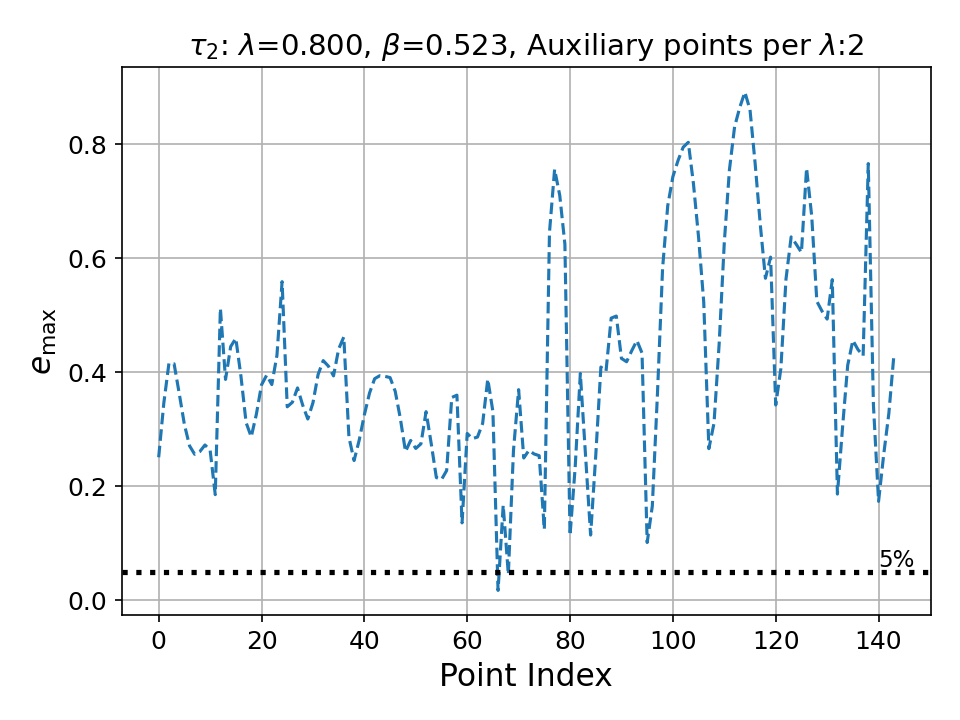 τ₂: λ=0.800, β=0.523, Auxiliary points per λ:2
e_max
0.8
0.6
0.4
0.2
0.0
5%
0 20 40 60 80 100 120 140
Point Index